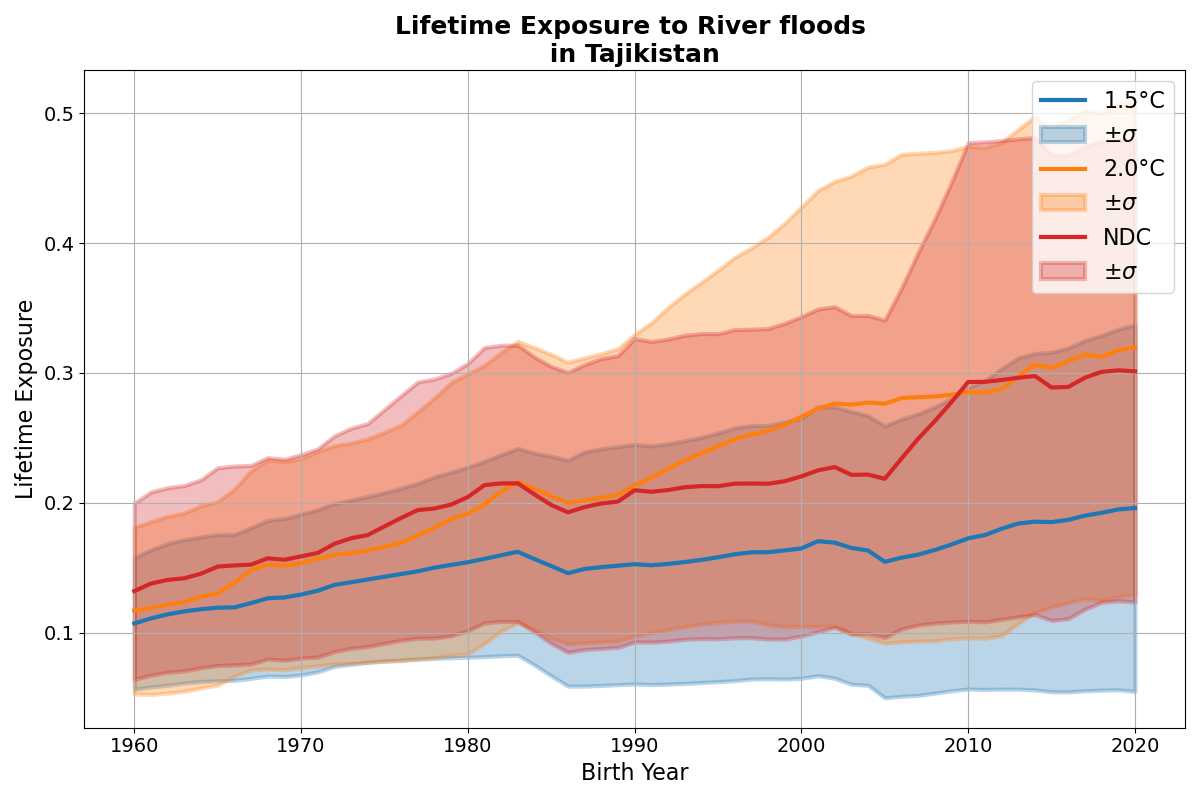 Lifetime Exposure to River floods
in Tajikistan
Lifetime Exposure
0.5
0.4
0.3
0.2
0.1
1960 1970 1980 1990 2000 2010 2020
Birth Year
1.5°C
±σ
2.0°C
±σ
NDC
±σ